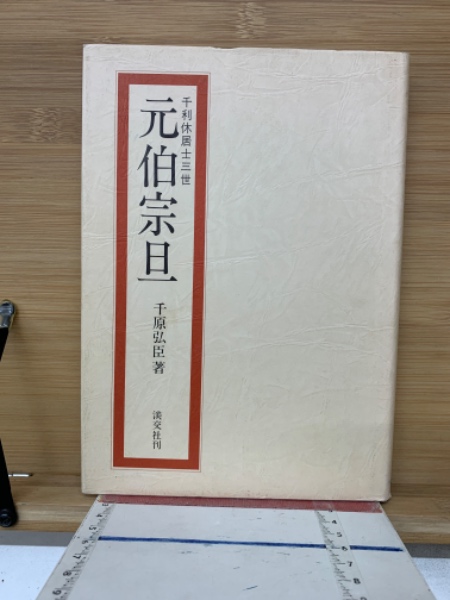 千利休居士三世
元伯宗旦
千原弘臣著
淡交社刊